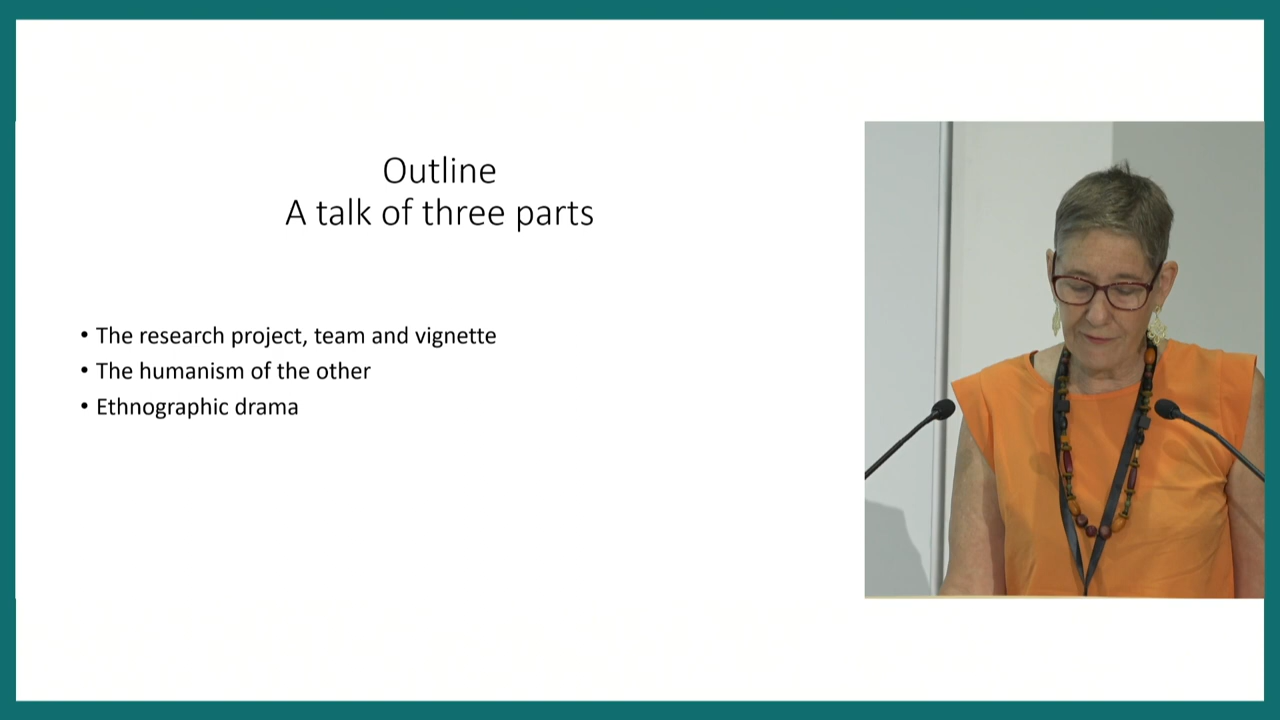 Outline
A talk of three parts
• The research project, team and vignette
• The humanism of the other
• Ethnographic drama